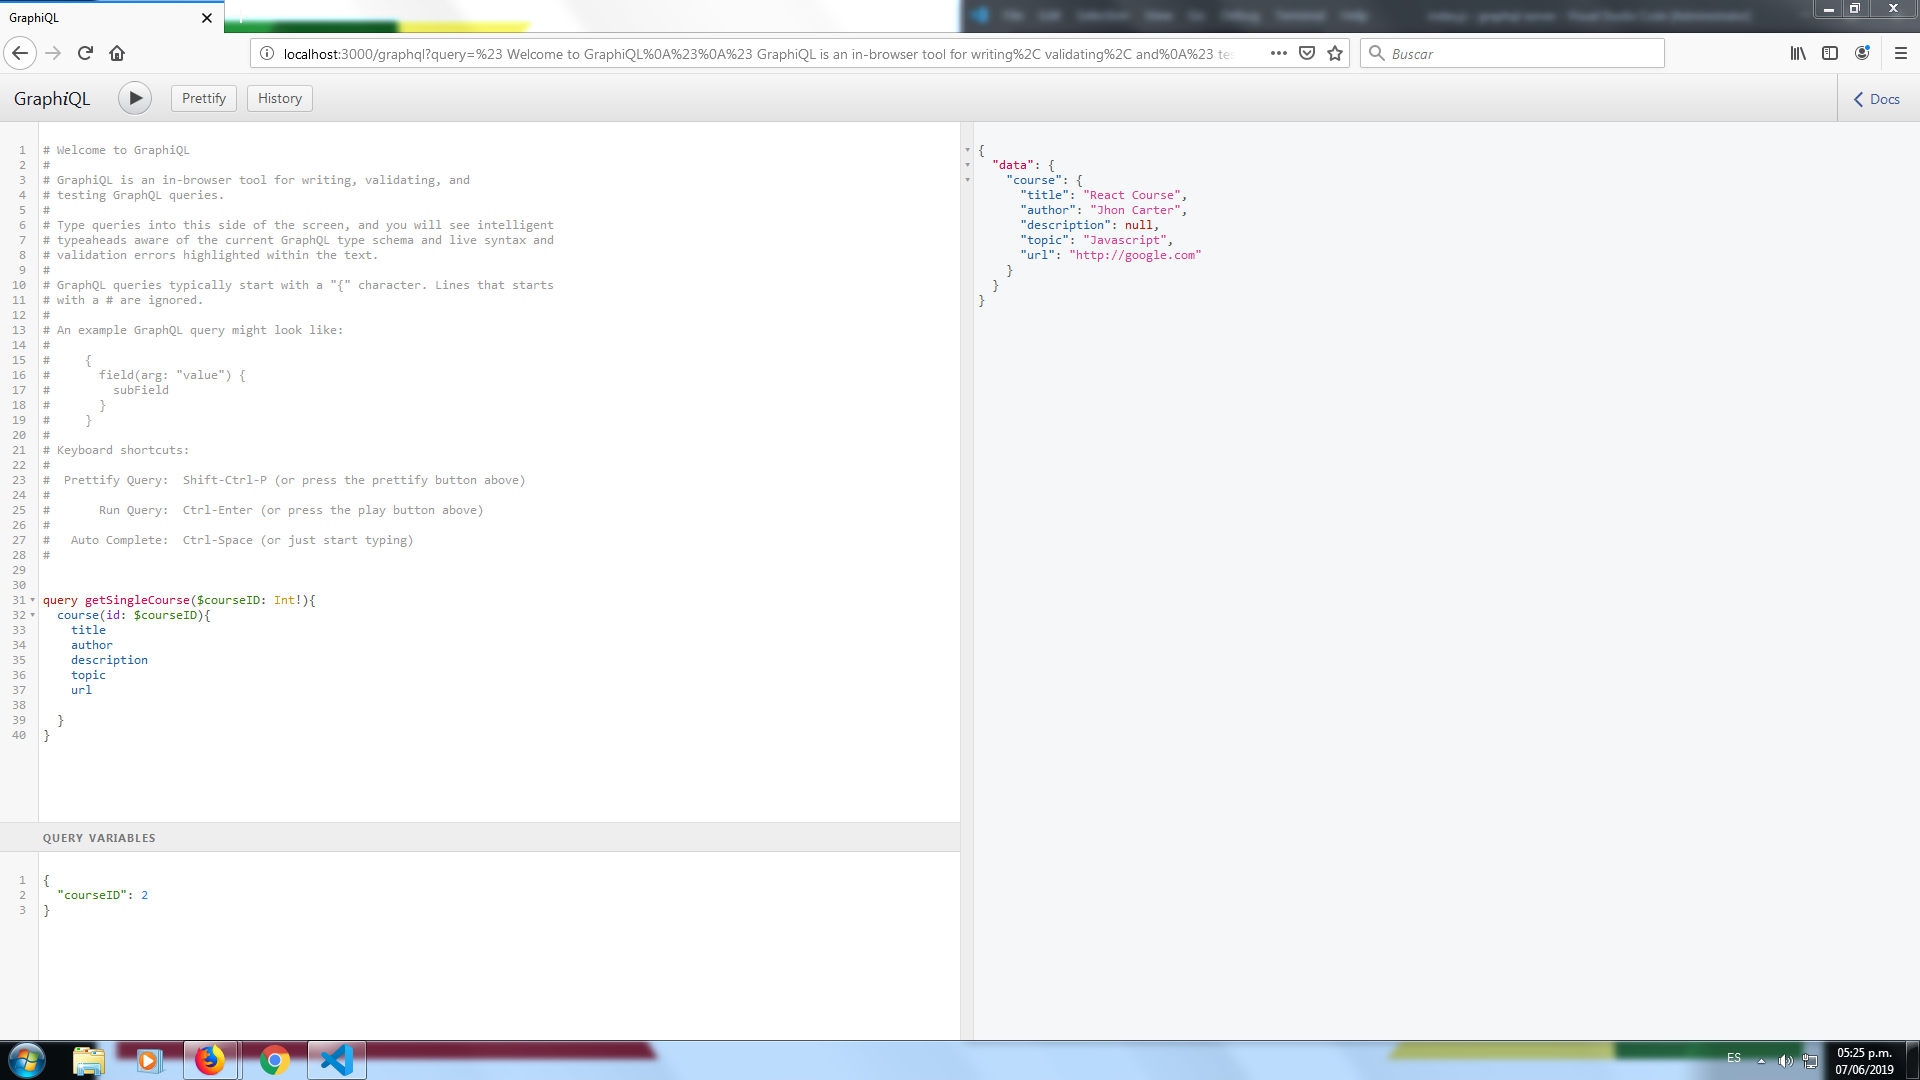 GraphiQL
File Edit Selection View Go Debug Terminal Help
localhost:3000/graphql?query=%23 Welcome to GraphiQL%0A%23%0A%23 GraphiQL is an in-browser tool for writing%2C validating%2C and%0A%23 tes
Buscar
GraphiQL
Prettify
History
Docs
1 # Welcome to GraphiQL
2 #
3 # GraphiQL is an in-browser tool for writing, validating, and
4 # testing GraphQL queries.
5 #
6 # Type queries into this side of the screen, and you will see intelligent
7 # typeaheads aware of the current GraphQL type schema and live syntax and
8 # validation errors highlighted within the text.
9 #
10 # GraphQL queries typically start with a "{" character. Lines that starts
11 # with a # are ignored.
12 #
13 # An example GraphQL query might look like:
14 #
15 #     {
16 #       field(arg: "value") {
17 #         subField
18 #       }
19 #     }
20 #
21 # Keyboard shortcuts:
22 #
23 #  Prettify Query:  Shift-Ctrl-P (or press the prettify button above)
24 #
25 #       Run Query:  Ctrl-Enter (or press the play button above)
26 #
27 #   Auto Complete:  Ctrl-Space (or just start typing)
28 #
29
30
31 query getSingleCourse($courseID: Int!){
32   course(id: $courseID){
33     title
34     author
35     description
36     topic
37     url
38
39   }
40 }
QUERY VARIABLES
1 {
2   "courseID": 2
3 }
{
  "data": {
    "course": {
      "title": "React Course",
      "author": "Jhon Carter",
      "description": null,
      "topic": "Javascript",
      "url": "http://google.com"
    }
  }
}
ES
05:25 p.m.
07/06/2019